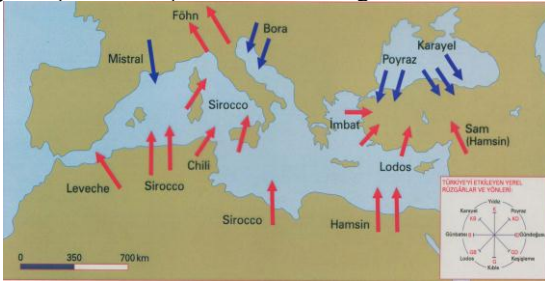 Föhn
Bora
Karayel
Mistral
Poyraz
Sirocco
İmbat
Sam
(Hamsin)
Chili
Lodos
Leveche
Sirocco
Sirocco
Hamsin
TÜRKİYE'Yİ ETKİLEYEN YEREL
RÜZGARLAR VE YÖNLERİ:
Yıldız
Karayel
Poyraz
Günbatısı
Gündoğusu
Lodos
Keşişleme
Kıble
0 350 700 km